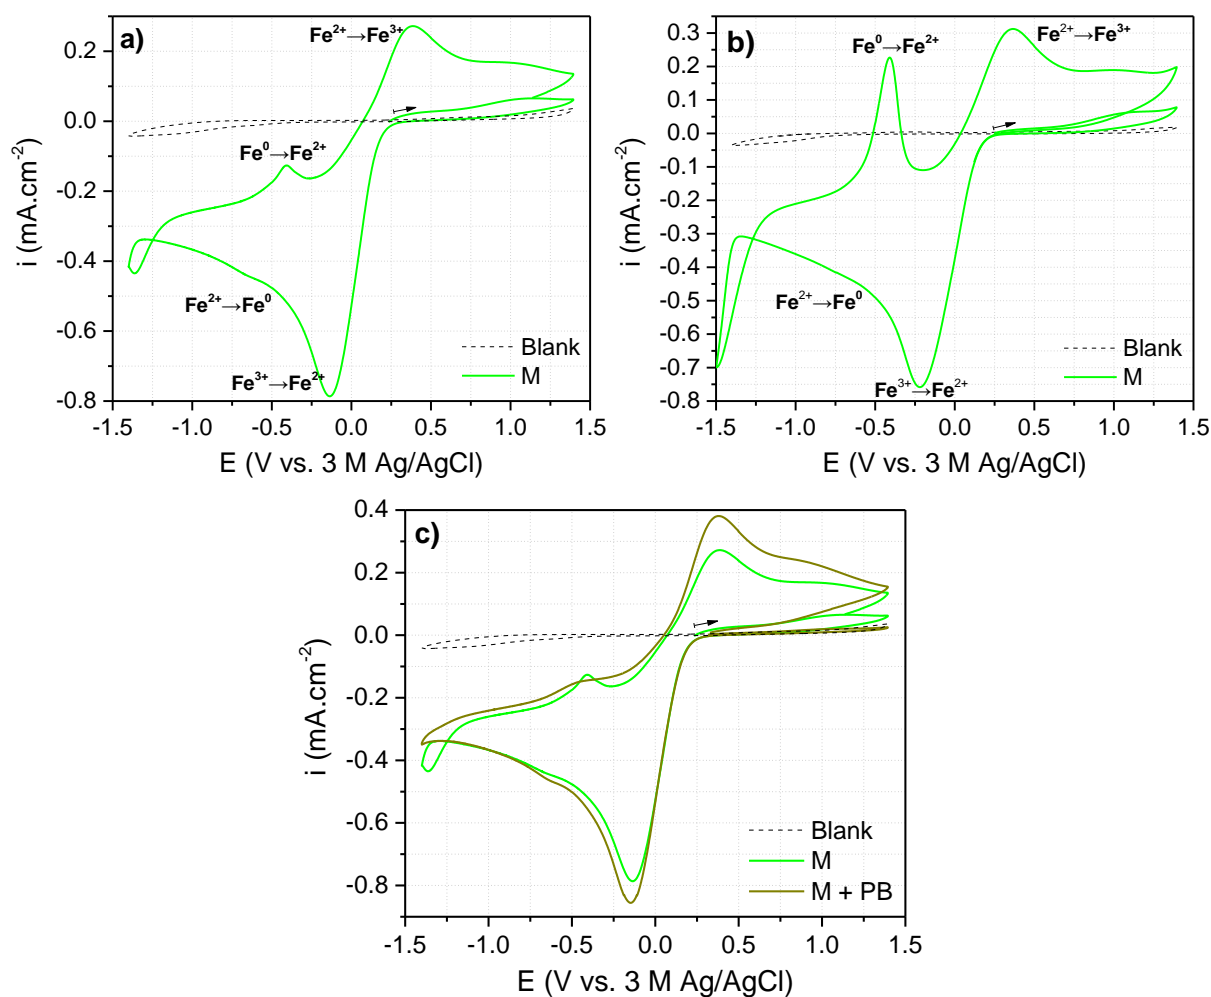 a)
Fe²⁺→Fe³⁺
Fe⁰→Fe²⁺
Fe²⁺→Fe⁰
Fe³⁺→Fe²⁺
Blank
M
0.2
0.0
-0.2
-0.4
-0.6
-0.8
i (mA.cm⁻²)
-1.5 -1.0 -0.5 0.0 0.5 1.0 1.5
E (V vs. 3 M Ag/AgCl)
b)
Fe⁰→Fe²⁺
Fe²⁺→Fe³⁺
Fe²⁺→Fe⁰
Fe³⁺→Fe²⁺
Blank
M
0.3
0.2
0.1
0.0
-0.1
-0.2
-0.3
-0.4
-0.5
-0.6
-0.7
-0.8
i (mA.cm⁻²)
-1.5 -1.0 -0.5 0.0 0.5 1.0 1.5
E (V vs. 3 M Ag/AgCl)
c)
Blank
M
M + PB
0.4
0.2
0.0
-0.2
-0.4
-0.6
-0.8
i (mA.cm⁻²)
-1.5 -1.0 -0.5 0.0 0.5 1.0 1.5
E (V vs. 3 M Ag/AgCl)